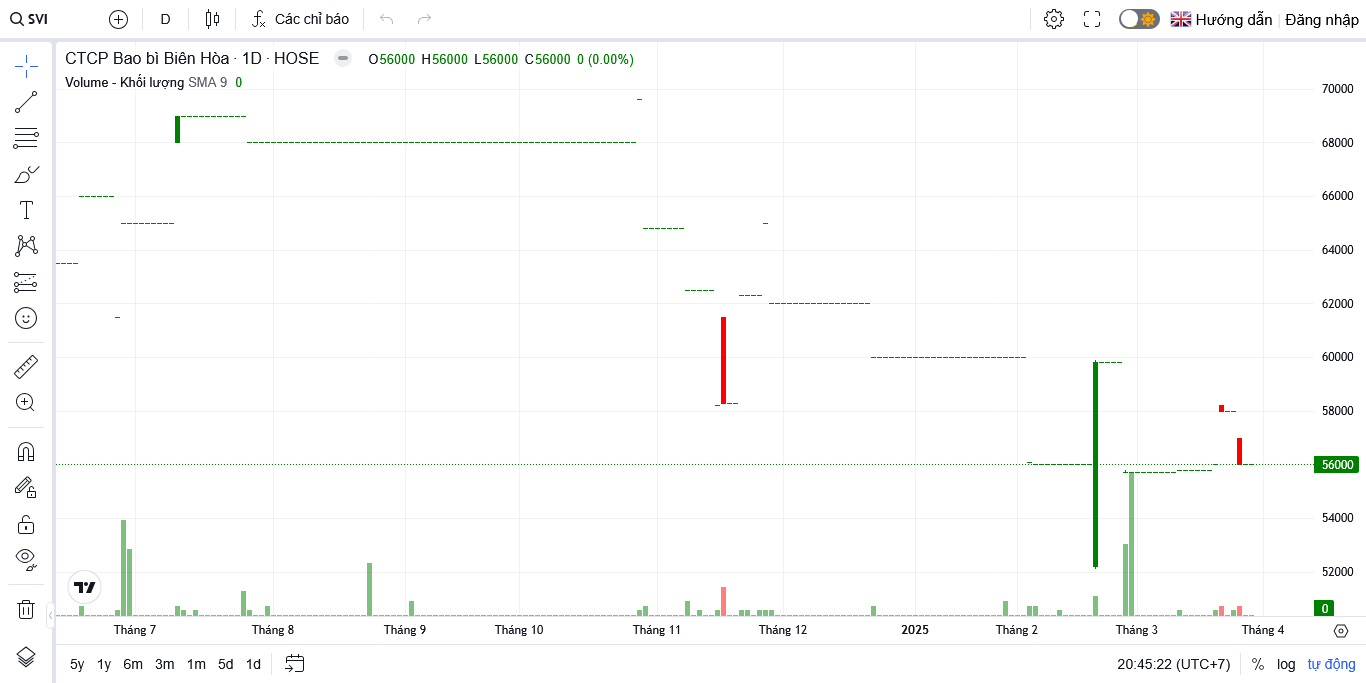 SVI D Các chỉ báo Hướng dẫn Đăng nhập
CTCP Bao bì Biên Hòa · 1D · HOSE O56000 H56000 L56000 C56000 0 (0.00%)
Volume - Khối lượng SMA 9 0
70000
68000
66000
64000
62000
60000
58000
56000
54000
52000
0
Tháng 7 Tháng 8 Tháng 9 Tháng 10 Tháng 11 Tháng 12 2025 Tháng 2 Tháng 3 Tháng 4
5y 1y 6m 3m 1m 5d 1d 20:45:22 (UTC+7) % log tự động